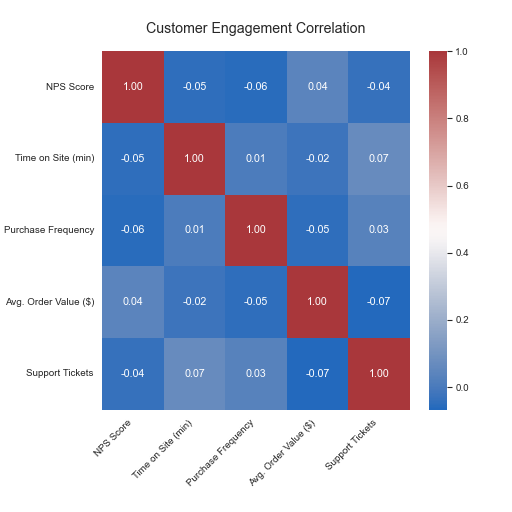 Customer Engagement Correlation
NPS Score 1.00 -0.05 -0.06 0.04 -0.04
Time on Site (min) -0.05 1.00 0.01 -0.02 0.07
Purchase Frequency -0.06 0.01 1.00 -0.05 0.03
Avg. Order Value ($) 0.04 -0.02 -0.05 1.00 -0.07
Support Tickets -0.04 0.07 0.03 -0.07 1.00
NPS Score
Time on Site (min)
Purchase Frequency
Avg. Order Value ($)
Support Tickets
1.0
0.8
0.6
0.4
0.2
0.0